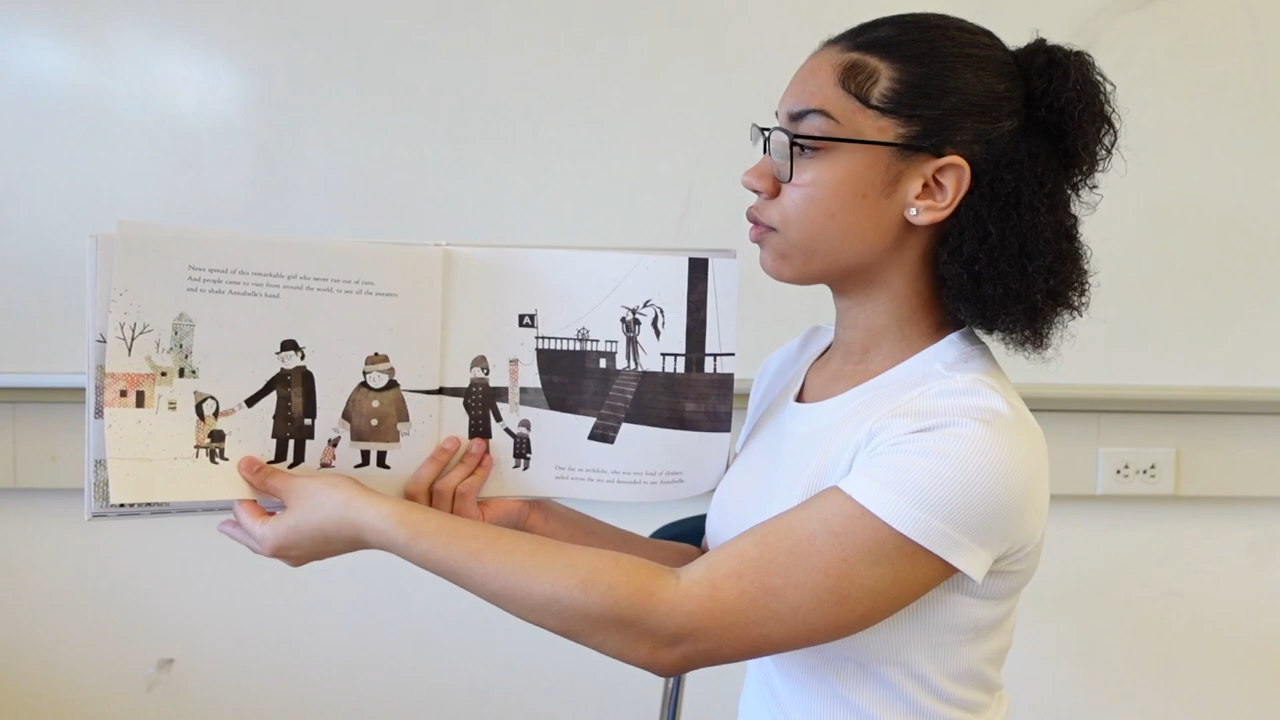 News spread of this remarkable girl who never ran out of yarn.
And people came to visit from around the world, to see all the sweaters
and to shake Annabelle's hand.
A
One day an archduke, who was very fond of clothes,
sailed across the sea and demanded to see Annabelle.